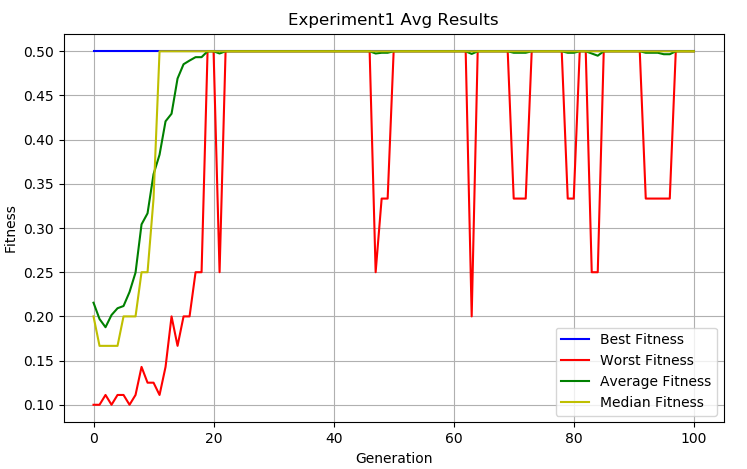 Experiment1 Avg Results
0.50
0.45
0.40
0.35
0.30
0.25
0.20
0.15
0.10
Fitness
Best Fitness
Worst Fitness
Average Fitness
Median Fitness
0 20 40 60 80 100
Generation